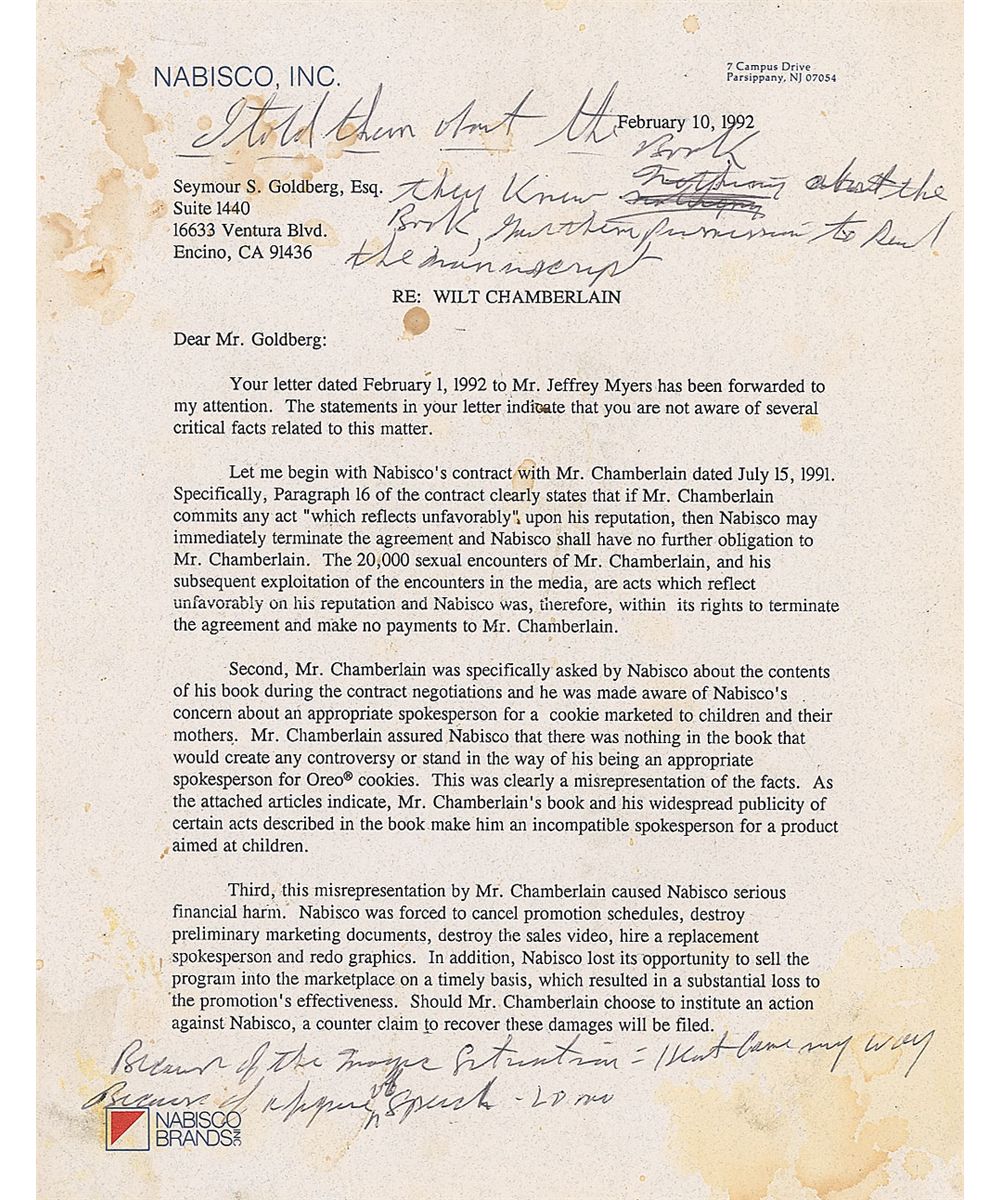 NABISCO, INC.
7 Campus Drive
Parsippany, NJ 07054
I told them about the
February 10, 1992
Book
Seymour S. Goldberg, Esq.
Suite 1440
16633 Ventura Blvd.
Encino, CA 91436
they Knew about the
Book, permission to Read
the manuscript
RE: WILT CHAMBERLAIN
Dear Mr. Goldberg:
Your letter dated February 1, 1992 to Mr. Jeffrey Myers has been forwarded to
my attention. The statements in your letter indicate that you are not aware of several
critical facts related to this matter.
Let me begin with Nabisco's contract with Mr. Chamberlain dated July 15, 1991.
Specifically, Paragraph 16 of the contract clearly states that if Mr. Chamberlain
commits any act "which reflects unfavorably", upon his reputation, then Nabisco may
immediately terminate the agreement and Nabisco shall have no further obligation to
Mr. Chamberlain. The 20,000 sexual encounters of Mr. Chamberlain, and his
subsequent exploitation of the encounters in the media, are acts which reflect
unfavorably on his reputation and Nabisco was, therefore, within its rights to terminate
the agreement and make no payments to Mr. Chamberlain.
Second, Mr. Chamberlain was specifically asked by Nabisco about the contents
of his book during the contract negotiations and he was made aware of Nabisco's
concern about an appropriate spokesperson for a cookie marketed to children and their
mothers. Mr. Chamberlain assured Nabisco that there was nothing in the book that
would create any controversy or stand in the way of his being an appropriate
spokesperson for Oreo® cookies. This was clearly a misrepresentation of the facts. As
the attached articles indicate, Mr. Chamberlain's book and his widespread publicity of
certain acts described in the book make him an incompatible spokesperson for a product
aimed at children.
Third, this misrepresentation by Mr. Chamberlain caused Nabisco serious
financial harm. Nabisco was forced to cancel promotion schedules, destroy
preliminary marketing documents, destroy the sales video, hire a replacement
spokesperson and redo graphics. In addition, Nabisco lost its opportunity to sell the
program into the marketplace on a timely basis, which resulted in a substantial loss to
the promotion's effectiveness. Should Mr. Chamberlain choose to institute an action
against Nabisco, a counter claim to recover these damages will be filed.
Because of the Situation = my way
Because of Speech
NABISCO
BRANDS INC